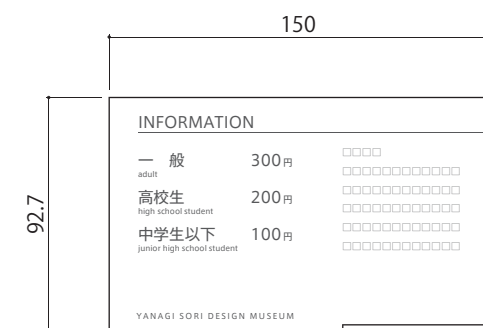 150
92.7
INFORMATION
一 般 300円
adult
高校生 200円
high school student
中学生以下 100円
junior high school student
□□□□
□□□□□□□□□□□□
□□□□□□□□□□□□
□□□□□□□□□□□□
□□□□□□□□□□□□
□□□□□□□□□□□□
YANAGI SORI DESIGN MUSEUM